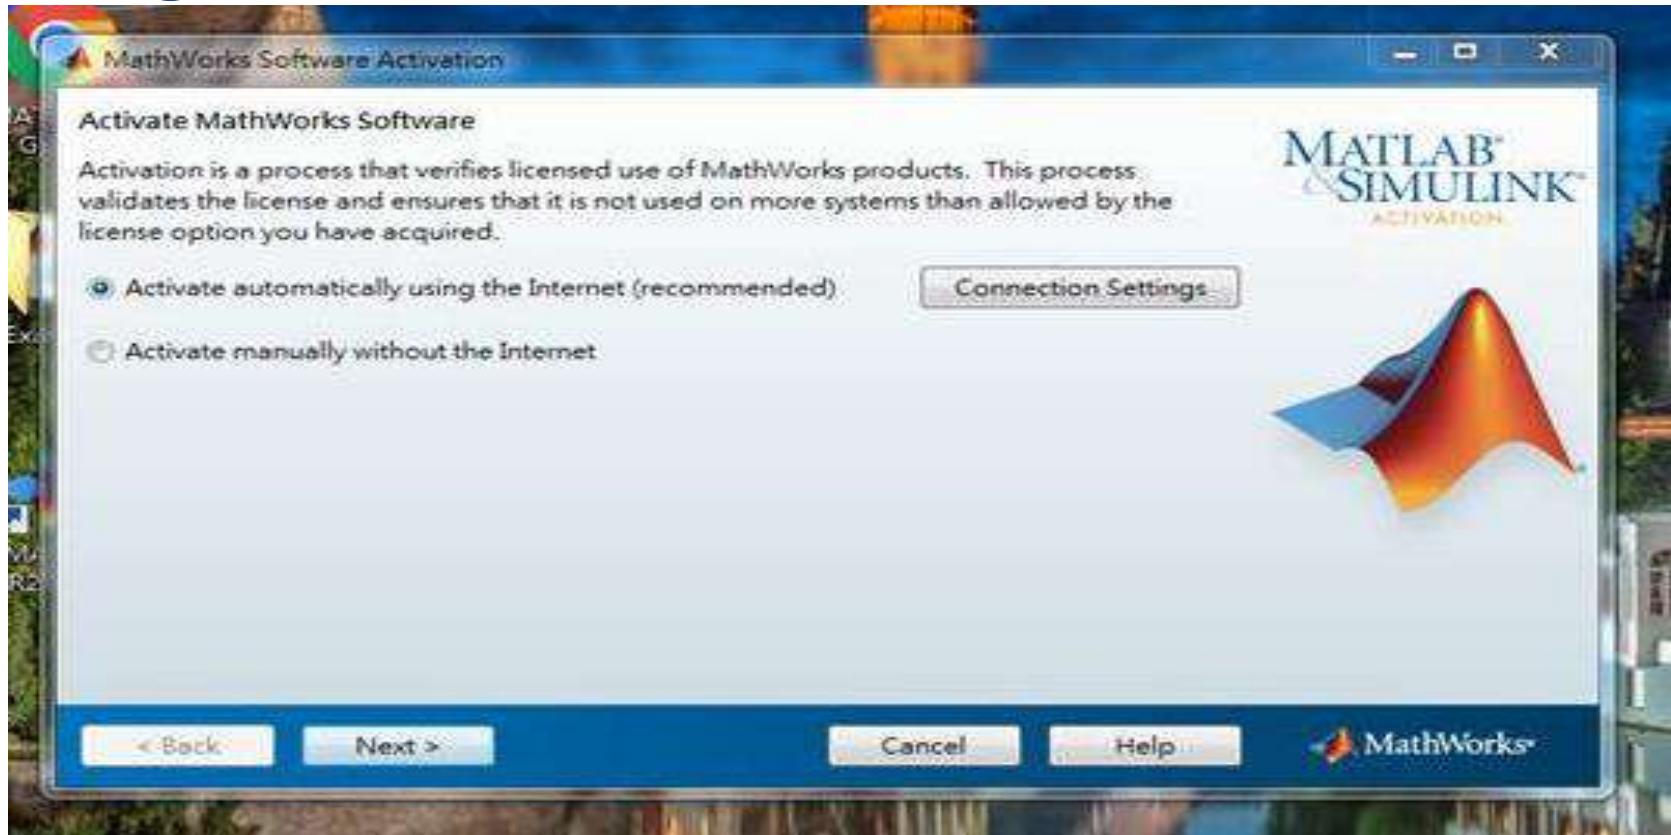 MathWorks Software Activation
Activate MathWorks Software
Activation is a process that verifies licensed use of MathWorks products. This process
validates the license and ensures that it is not used on more systems than allowed by the
license option you have acquired.
MATLAB®
&SIMULINK®
ACTIVATION
Activate automatically using the Internet (recommended)
Connection Settings
Activate manually without the Internet
< Back
Next >
Cancel
Help
MathWorks®